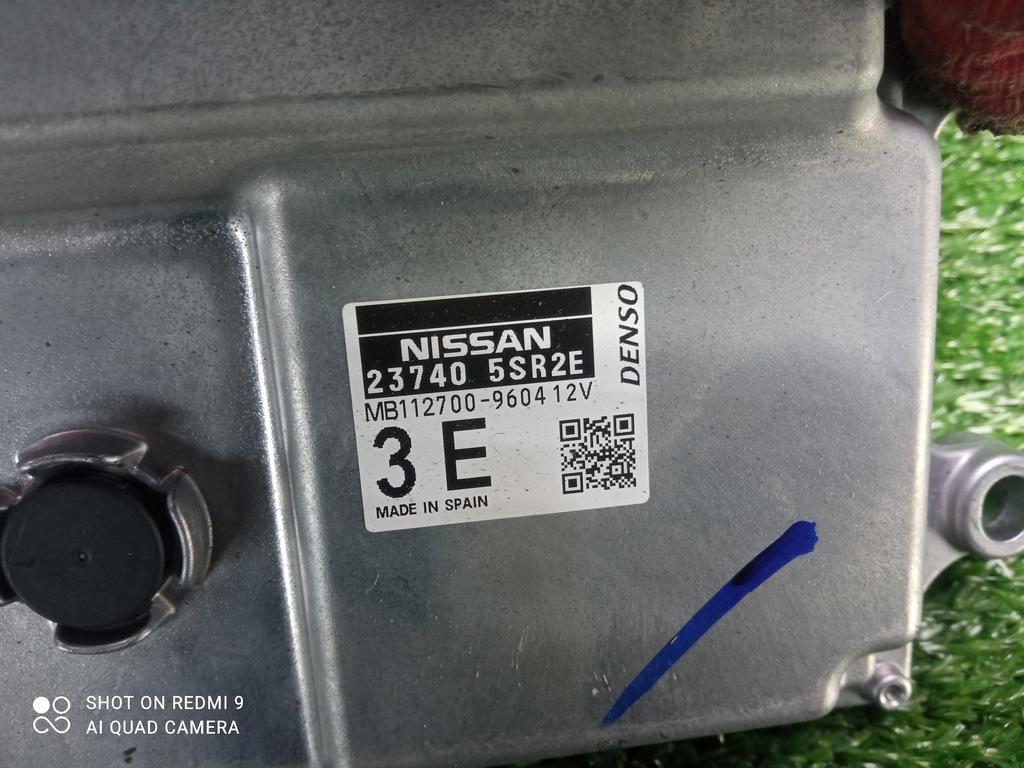 NISSAN
DENSO
23740 5SR2E
MB112700-9604 12V
3 E
MADE IN SPAIN
SHOT ON REDMI 9
AI QUAD CAMERA